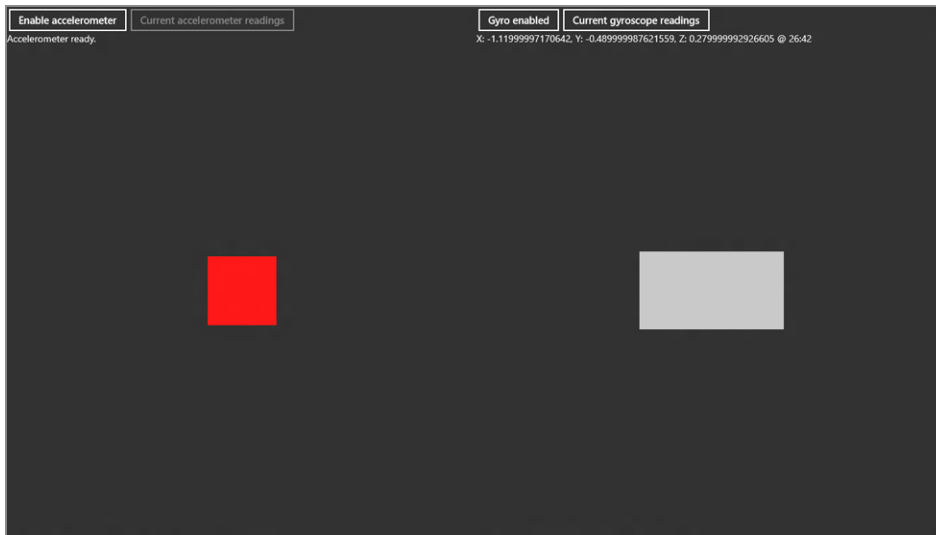 Enable accelerometer Current accelerometer readings Gyro enabled Current gyroscope readings
Accelerometer ready. X: -1.11999997170642, Y: -0.489999987621559, Z: 0.279999992926605 @ 26:42